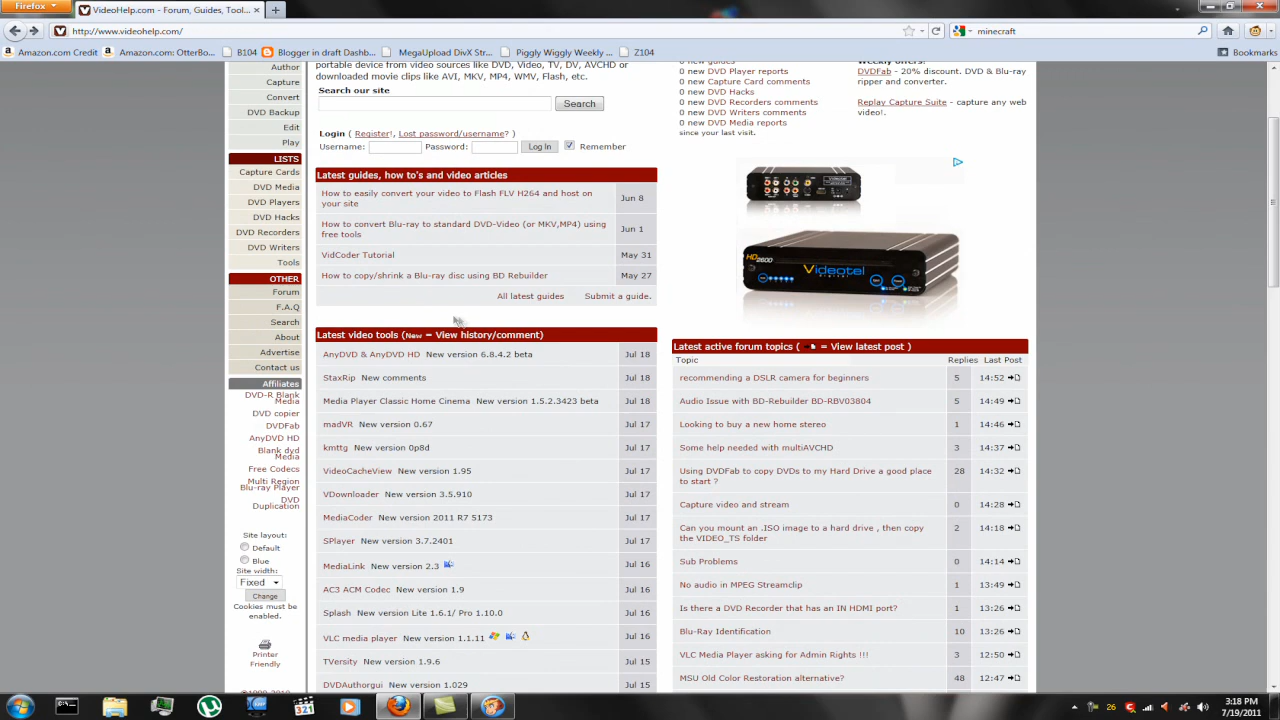 Firefox
VideoHelp.com - Forum, Guides, Tool...
http://www.videohelp.com/
minecraft
Amazon.com Credit
Amazon.com: OtterBo...
B104
Blogger in draft Dashb...
MegaUpload DivX Str...
Piggly Wiggly Weekly ...
Z104
Bookmarks
Author
Capture
Convert
DVD Backup
Edit
Play
LISTS
Capture Cards
DVD Media
DVD Players
DVD Hacks
DVD Recorders
DVD Writers
Tools
OTHER
Forum
F.A.Q
Search
About
Advertise
Contact us
Affiliates
DVD-R Blank
Media
DVD copier
DVDFab
AnyDVD HD
Blank dvd
Media
Free Codecs
Multi Region
Blu-ray Player
DVD
Duplication
Site layout:
Default
Blue
Site width:
Fixed
Change
Cookies must be
enabled.
Printer
Friendly
portable device from video sources like DVD, Video, TV, DV, AVCHD or
downloaded movie clips like AVI, MKV, MP4, WMV, Flash, etc.
Search our site
Search
Login ( Register!, Lost password/username? )
Username:
Password:
Log In
Remember
Latest guides, how to's and video articles
How to easily convert your video to Flash FLV H264 and host on
your site
Jun 8
How to convert Blu-ray to standard DVD-Video (or MKV,MP4) using
free tools
Jun 1
VidCoder Tutorial
May 31
How to copy/shrink a Blu-ray disc using BD Rebuilder
May 27
All latest guides
Submit a guide.
Latest video tools (New = View history/comment)
AnyDVD & AnyDVD HD New version 6.8.4.2 beta Jul 18
StaxRip New comments Jul 18
Media Player Classic Home Cinema New version 1.5.2.3423 beta Jul 18
madVR New version 0.67 Jul 17
kmttg New version 0p8d Jul 17
VideoCacheView New version 1.95 Jul 17
VDownloader New version 3.5.910 Jul 17
MediaCoder New version 2011 R7 5173 Jul 17
SPlayer New version 3.7.2401 Jul 17
MediaLink New version 2.3 Jul 16
AC3 ACM Codec New version 1.9 Jul 16
Splash New version Lite 1.6.1/ Pro 1.10.0 Jul 16
VLC media player New version 1.1.11 Jul 16
TVersity New version 1.9.6 Jul 15
DVDAuthorgui New version 1.029 Jul 15
0 new guides
0 new DVD Player reports
0 new Capture Card comments
0 new DVD Hacks
0 new DVD Recorders comments
0 new DVD Writers comments
0 new DVD Media reports
since your last visit.
Weekly offers!
DVDFab - 20% discount. DVD & Blu-ray
ripper and converter.
Replay Capture Suite - capture any web
video!.
HD2600
Videotel
Latest active forum topics ( = View latest post )
Topic Replies Last Post
recommending a DSLR camera for beginners 5 14:52
Audio Issue with BD-Rebuilder BD-RBV03804 5 14:49
Looking to buy a new home stereo 1 14:46
Some help needed with multiAVCHD 3 14:37
Using DVDFab to copy DVDs to my Hard Drive a good place
to start ?
28 14:32
Capture video and stream 0 14:28
Can you mount an .ISO image to a hard drive , then copy
the VIDEO_TS folder
2 14:18
Sub Problems 0 14:14
No audio in MPEG Streamclip 1 13:49
Is there a DVD Recorder that has an IN HDMI port? 1 13:26
Blu-Ray Identification 10 13:26
VLC Media Player asking for Admin Rights !!! 3 12:50
MSU Old Color Restoration alternative? 48 12:47
321
26
3:18 PM
7/19/2011